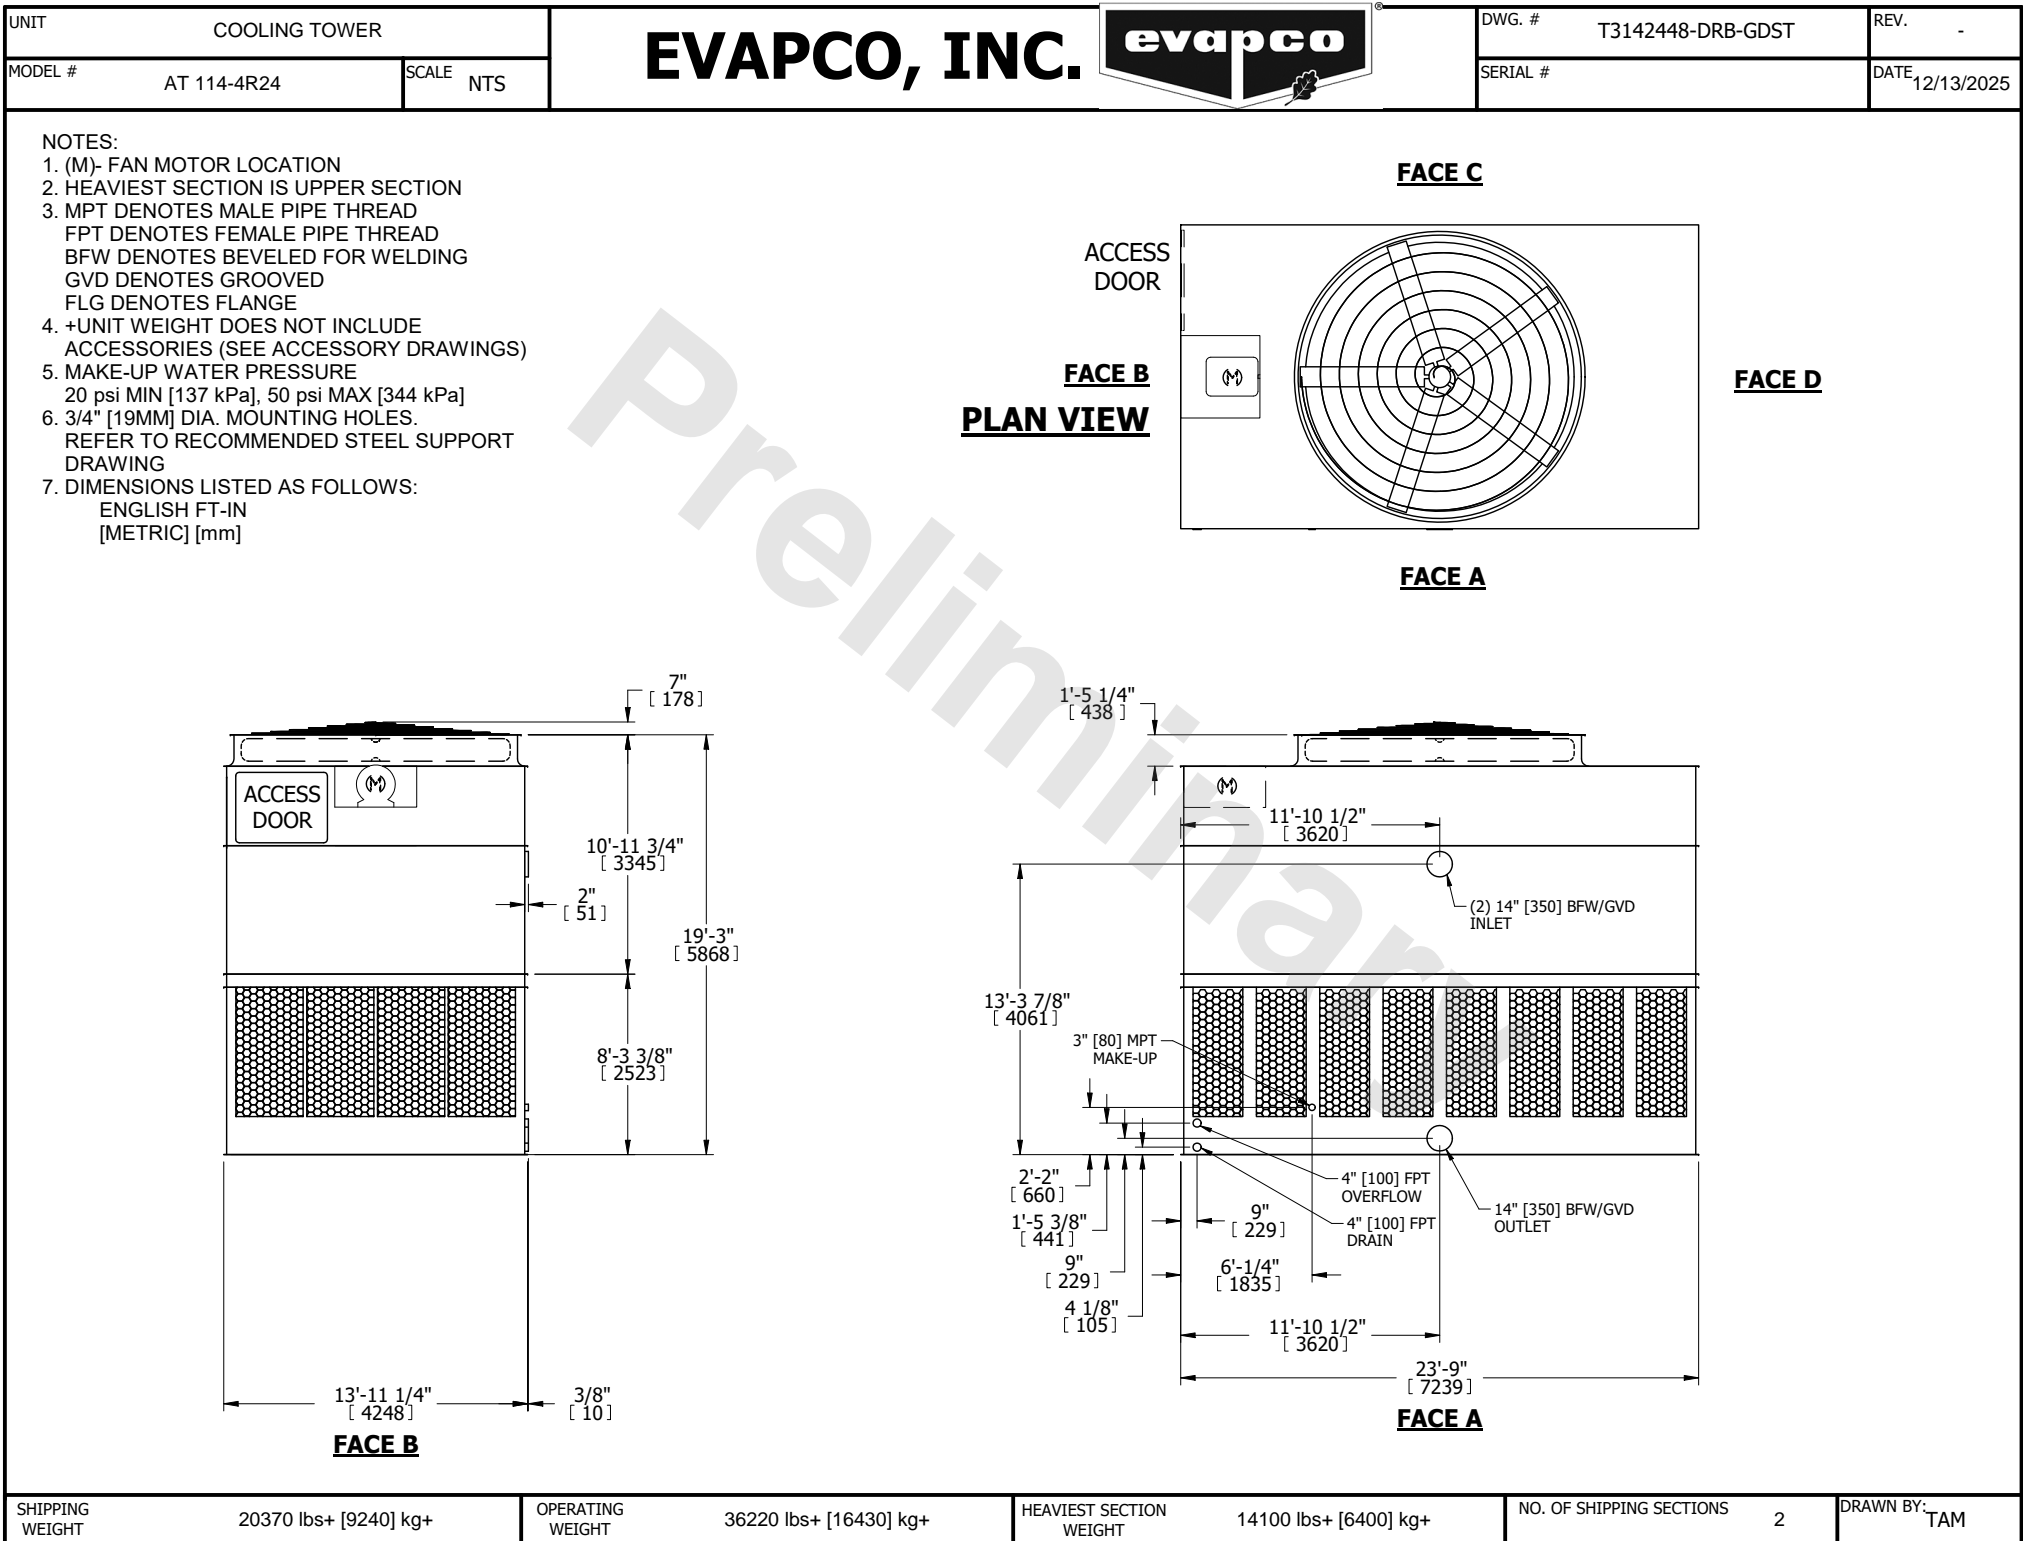 UNIT
COOLING TOWER
MODEL #
AT 114-4R24
SCALE
NTS
EVAPCO, INC.
evapco
®
DWG. #
T3142448-DRB-GDST
REV.
-
SERIAL #
DATE
12/13/2025
NOTES:
1. (M)- FAN MOTOR LOCATION
2. HEAVIEST SECTION IS UPPER SECTION
3. MPT DENOTES MALE PIPE THREAD
FPT DENOTES FEMALE PIPE THREAD
BFW DENOTES BEVELED FOR WELDING
GVD DENOTES GROOVED
FLG DENOTES FLANGE
4. +UNIT WEIGHT DOES NOT INCLUDE
ACCESSORIES (SEE ACCESSORY DRAWINGS)
5. MAKE-UP WATER PRESSURE
20 psi MIN [137 kPa], 50 psi MAX [344 kPa]
6. 3/4" [19MM] DIA. MOUNTING HOLES.
REFER TO RECOMMENDED STEEL SUPPORT
DRAWING
7. DIMENSIONS LISTED AS FOLLOWS:
ENGLISH FT-IN
[METRIC] [mm]
Preliminary
FACE C
ACCESS
DOOR
FACE B
(M)
FACE D
PLAN VIEW
FACE A
7"
[ 178 ]
ACCESS
DOOR
(M)
10'-11 3/4"
[ 3345 ]
2"
[ 51 ]
19'-3"
[ 5868 ]
8'-3 3/8"
[ 2523 ]
13'-11 1/4"
[ 4248 ]
3/8"
[ 10 ]
FACE B
1'-5 1/4"
[ 438 ]
(M)
11'-10 1/2"
[ 3620 ]
(2) 14" [350] BFW/GVD
INLET
13'-3 7/8"
[ 4061 ]
3" [80] MPT
MAKE-UP
2'-2"
[ 660 ]
1'-5 3/8"
[ 441 ]
9"
[ 229 ]
4 1/8"
[ 105 ]
4" [100] FPT
OVERFLOW
9"
[ 229 ]
4" [100] FPT
DRAIN
14" [350] BFW/GVD
OUTLET
6'-1/4"
[ 1835 ]
11'-10 1/2"
[ 3620 ]
23'-9"
[ 7239 ]
FACE A
SHIPPING
WEIGHT
20370 lbs+ [9240] kg+
OPERATING
WEIGHT
36220 lbs+ [16430] kg+
HEAVIEST SECTION
WEIGHT
14100 lbs+ [6400] kg+
NO. OF SHIPPING SECTIONS
2
DRAWN BY:
TAM